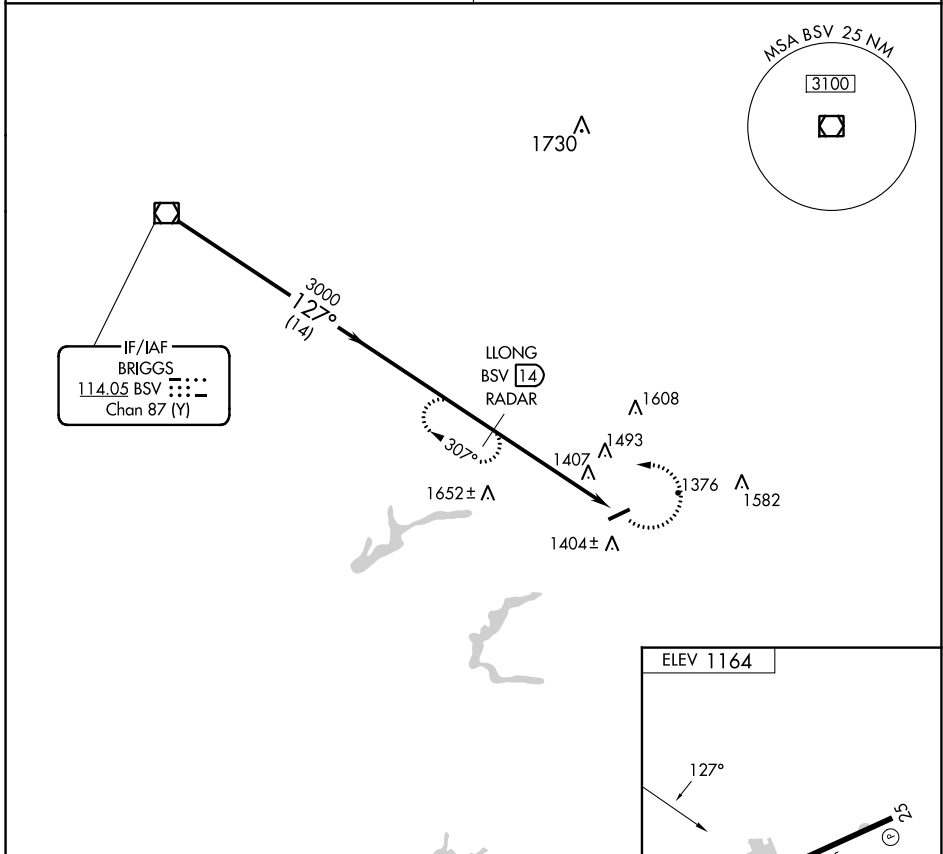 MSA BSV 25 NM
3100
1730
3000
127°
(14)
IF/IAF
BRIGGS
114.05 BSV
Chan 87 (Y)
LLONG
BSV 14
RADAR
307°
1608
1493
1407
1376
1582
1652±
1404±
ELEV 1164
127°
25
P